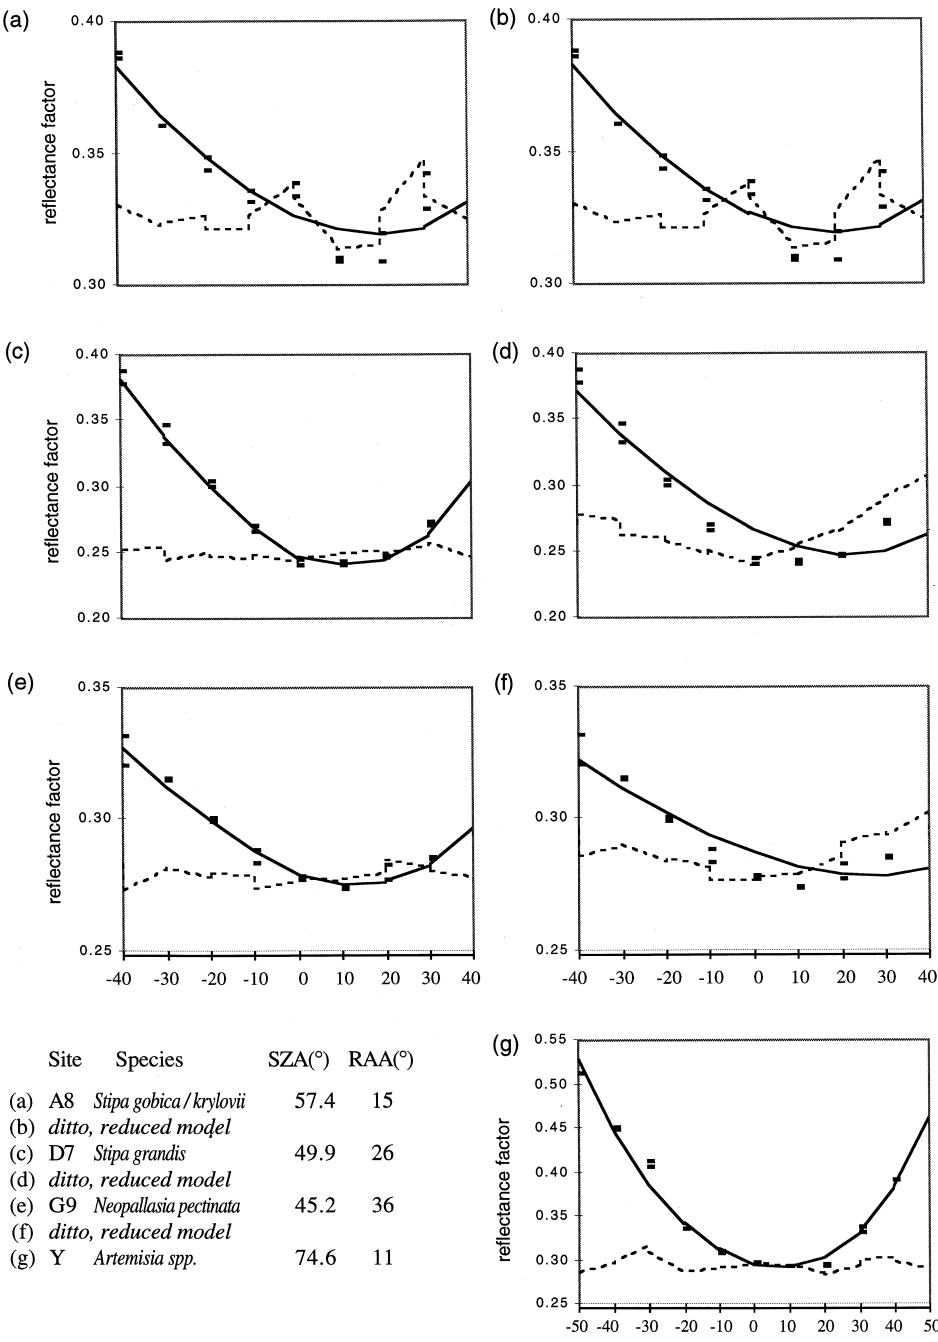 (a)
0.40
0.35
0.30
reflectance factor
(b)
0.40
0.35
0.30
(c)
0.40
0.35
0.30
0.25
0.20
reflectance factor
(d)
0.40
0.35
0.30
0.25
0.20
(e)
0.35
0.30
0.25
reflectance factor
-40 -30 -20 -10 0 10 20 30 40
(f)
0.35
0.30
0.25
-40 -30 -20 -10 0 10 20 30 40
Site Species SZA(°) RAA(°)
(a) A8 Stipa gobica / krylovii 57.4 15
(b) ditto, reduced model
(c) D7 Stipa grandis 49.9 26
(d) ditto, reduced model
(e) G9 Neopallasia pectinata 45.2 36
(f) ditto, reduced model
(g) Y Artemisia spp. 74.6 11
(g)
0.55
0.50
0.45
0.40
0.35
0.30
0.25
reflectance factor
-50 -40 -30 -20 -10 0 10 20 30 40 50